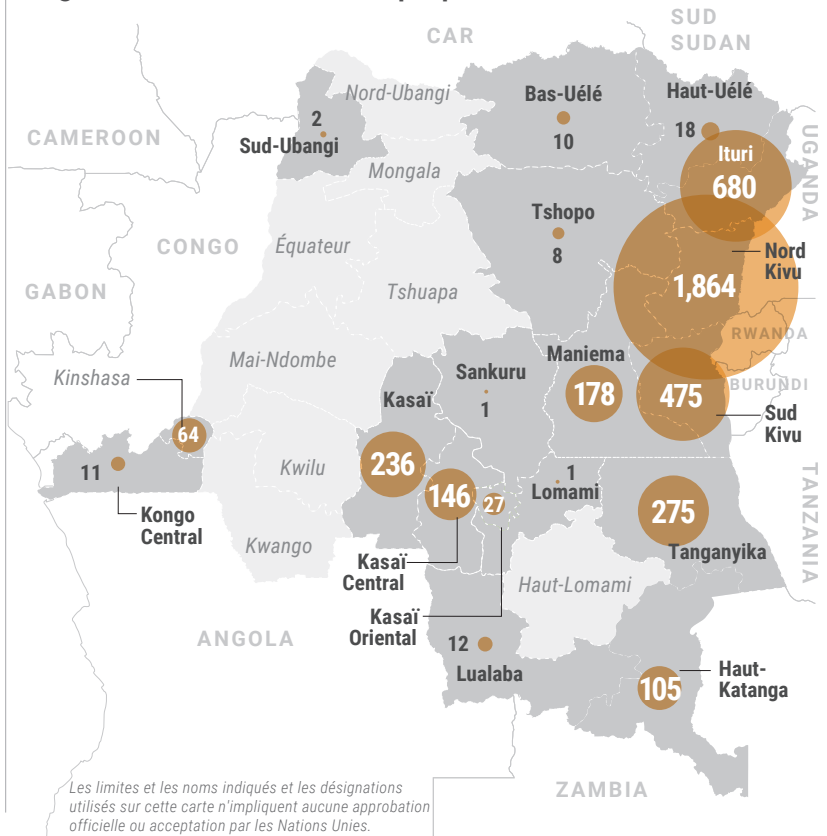 SUD
SUDAN
CAR
Nord-Ubangi
Bas-Uélé
10
Haut-Uélé
18
2
Sud-Ubangi
CAMEROON
UGANDA
Ituri
680
Mongala
Tshopo
8
CONGO
Équateur
Nord
Kivu
1,864
GABON
Tshuapa
RWANDA
Mai-Ndombe
Maniema
178
Sankuru
1
Kinshasa
64
BURUNDI
475
Sud
Kivu
Kasaï
236
11
Kongo
Central
Kwilu
146
27
1
Lomami
275
Tanganyika
TANZANIA
Kwango
Kasaï
Central
Haut-Lomami
Kasaï
Oriental
ANGOLA
12
Lualaba
105
Haut-
Katanga
ZAMBIA
Les limites et les noms indiqués et les désignations
utilisés sur cette carte n'impliquent aucune approbation
officielle ou acceptation par les Nations Unies.